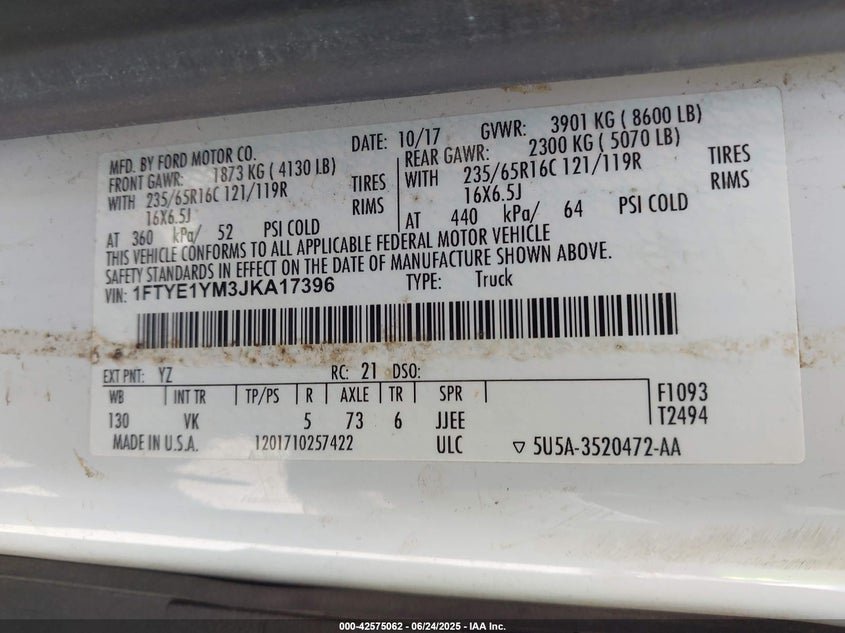 MFD. BY FORD MOTOR CO. DATE: 10/17 GVWR: 3901 KG ( 8600 LB)
FRONT GAWR: 1873 KG ( 4130 LB) REAR GAWR: 2300 KG ( 5070 LB)
WITH 235/65R16C 121/119R TIRES WITH 235/65R16C 121/119R TIRES
16X6.5J RIMS 16X6.5J RIMS
AT 360 kPa/ 52 PSI COLD AT 440 kPa/ 64 PSI COLD
THIS VEHICLE CONFORMS TO ALL APPLICABLE FEDERAL MOTOR VEHICLE
SAFETY STANDARDS IN EFFECT ON THE DATE OF MANUFACTURE SHOWN ABOVE.
VIN: 1FTYE1YM3JKA17396 TYPE: Truck
EXT PNT: YZ RC: 21 DSO:
WB INT TR TP/PS R AXLE TR SPR F1093
130 VK 5 73 6 JJEE T2494
MADE IN U.S.A. 1201710257422 ULC ▽ 5U5A-3520472-AA
000-42575062 - 06/24/2025 - IAA Inc.